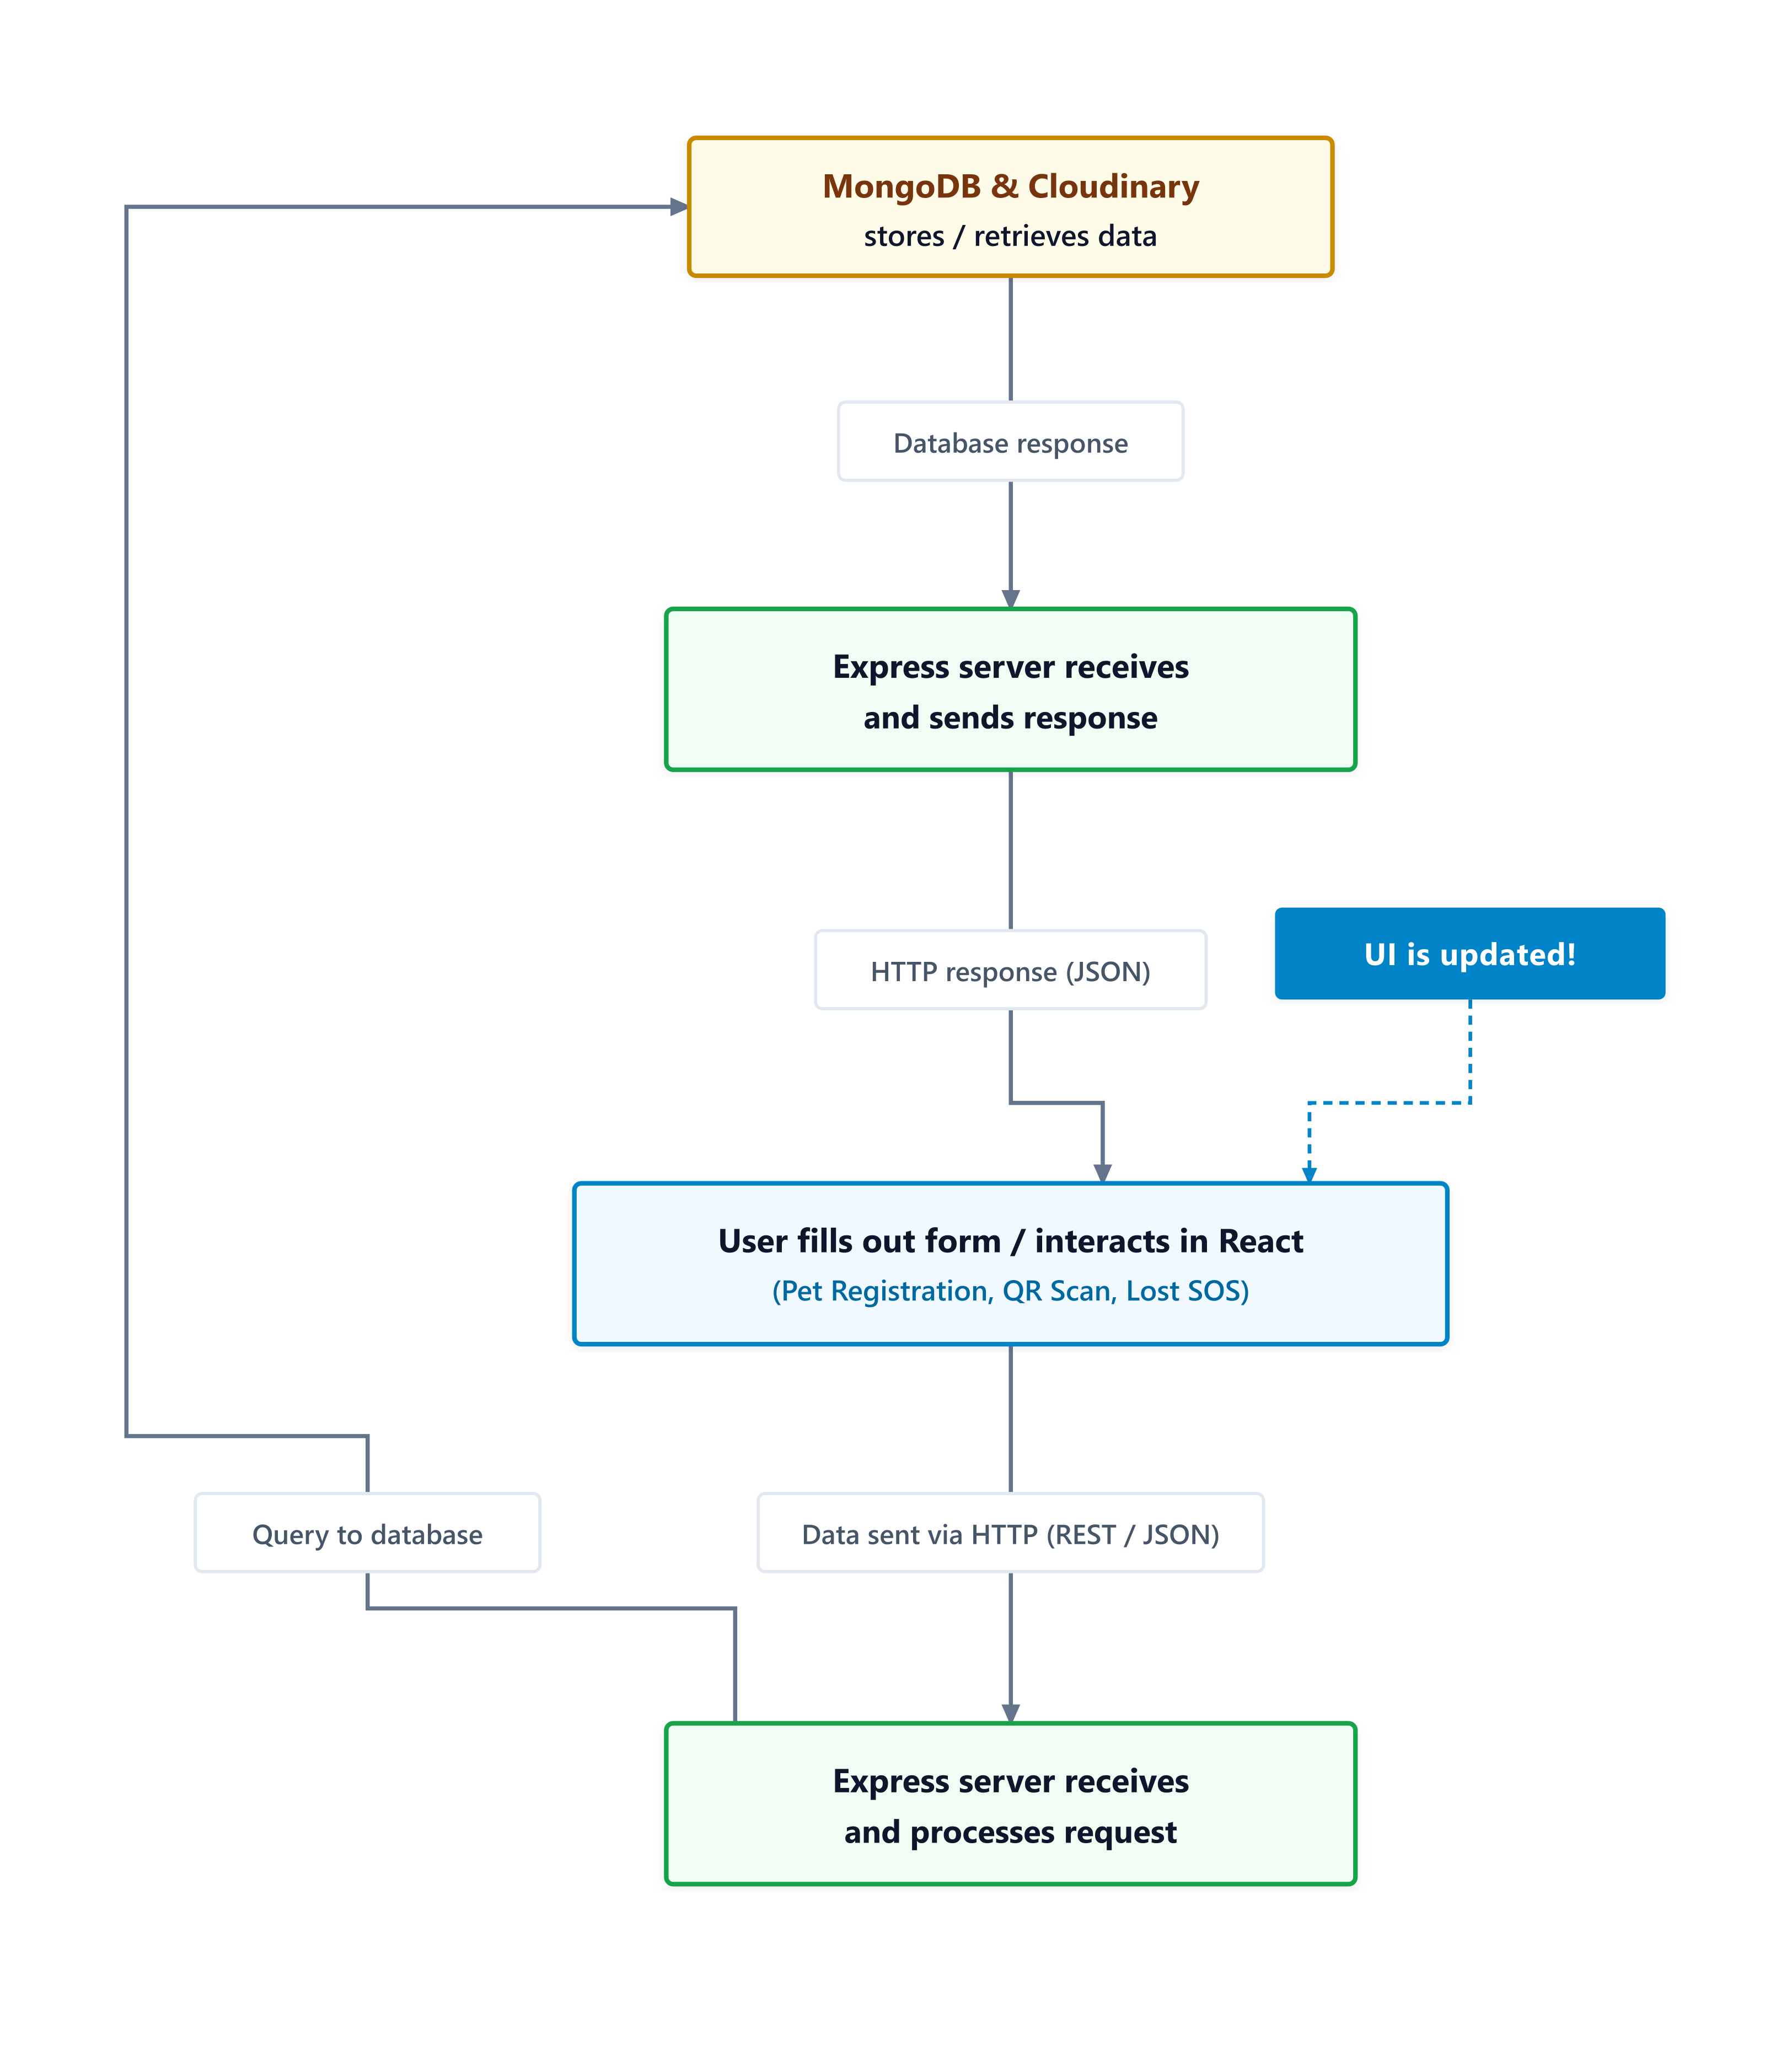 MongoDB & Cloudinary
stores / retrieves data
Database response
Express server receives
and sends response
HTTP response (JSON)
UI is updated!
User fills out form / interacts in React
(Pet Registration, QR Scan, Lost SOS)
Query to database
Data sent via HTTP (REST / JSON)
Express server receives
and processes request